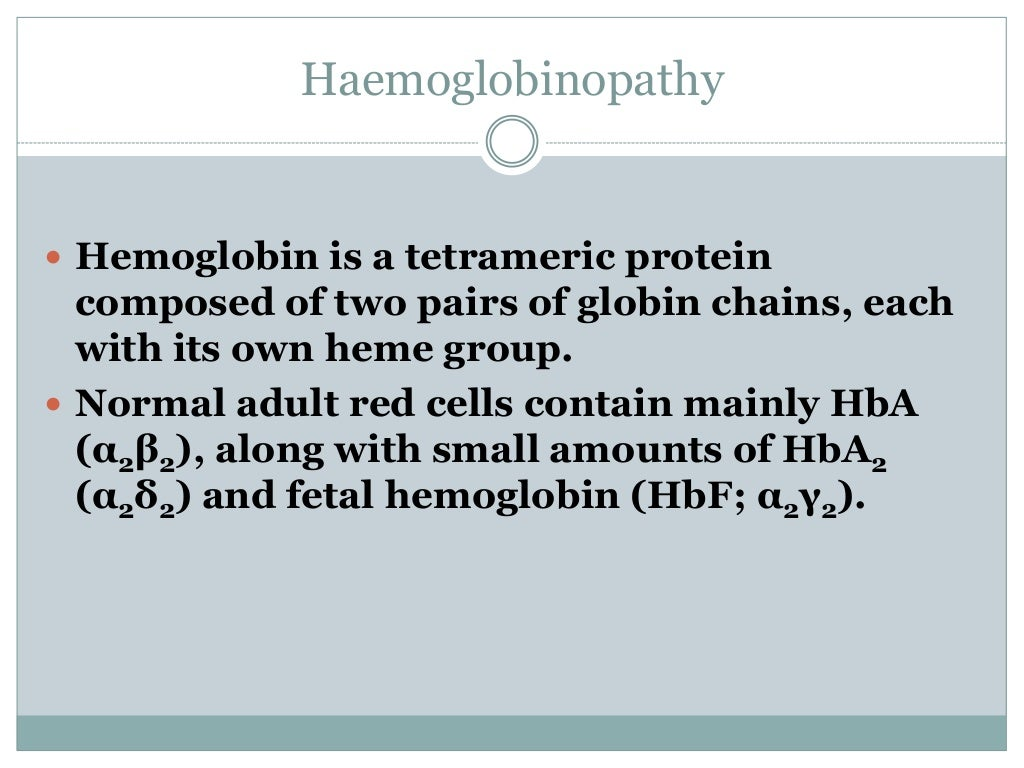 Haemoglobinopathy
• Hemoglobin is a tetrameric protein
composed of two pairs of globin chains, each
with its own heme group.
• Normal adult red cells contain mainly HbA
(α₂β₂), along with small amounts of HbA₂
(α₂δ₂) and fetal hemoglobin (HbF; α₂γ₂).